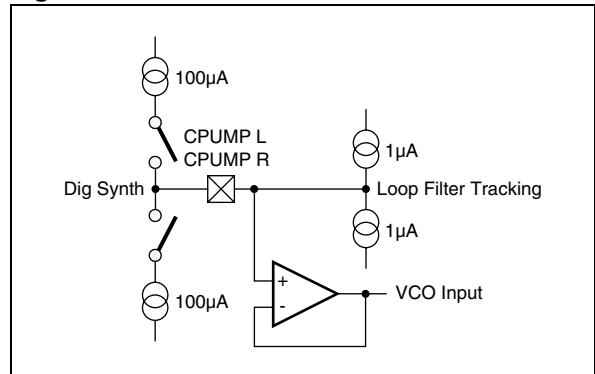 100µA
CPUMP L
CPUMP R
1µA
Dig Synth
Loop Filter Tracking
1µA
+
-
VCO Input
100µA